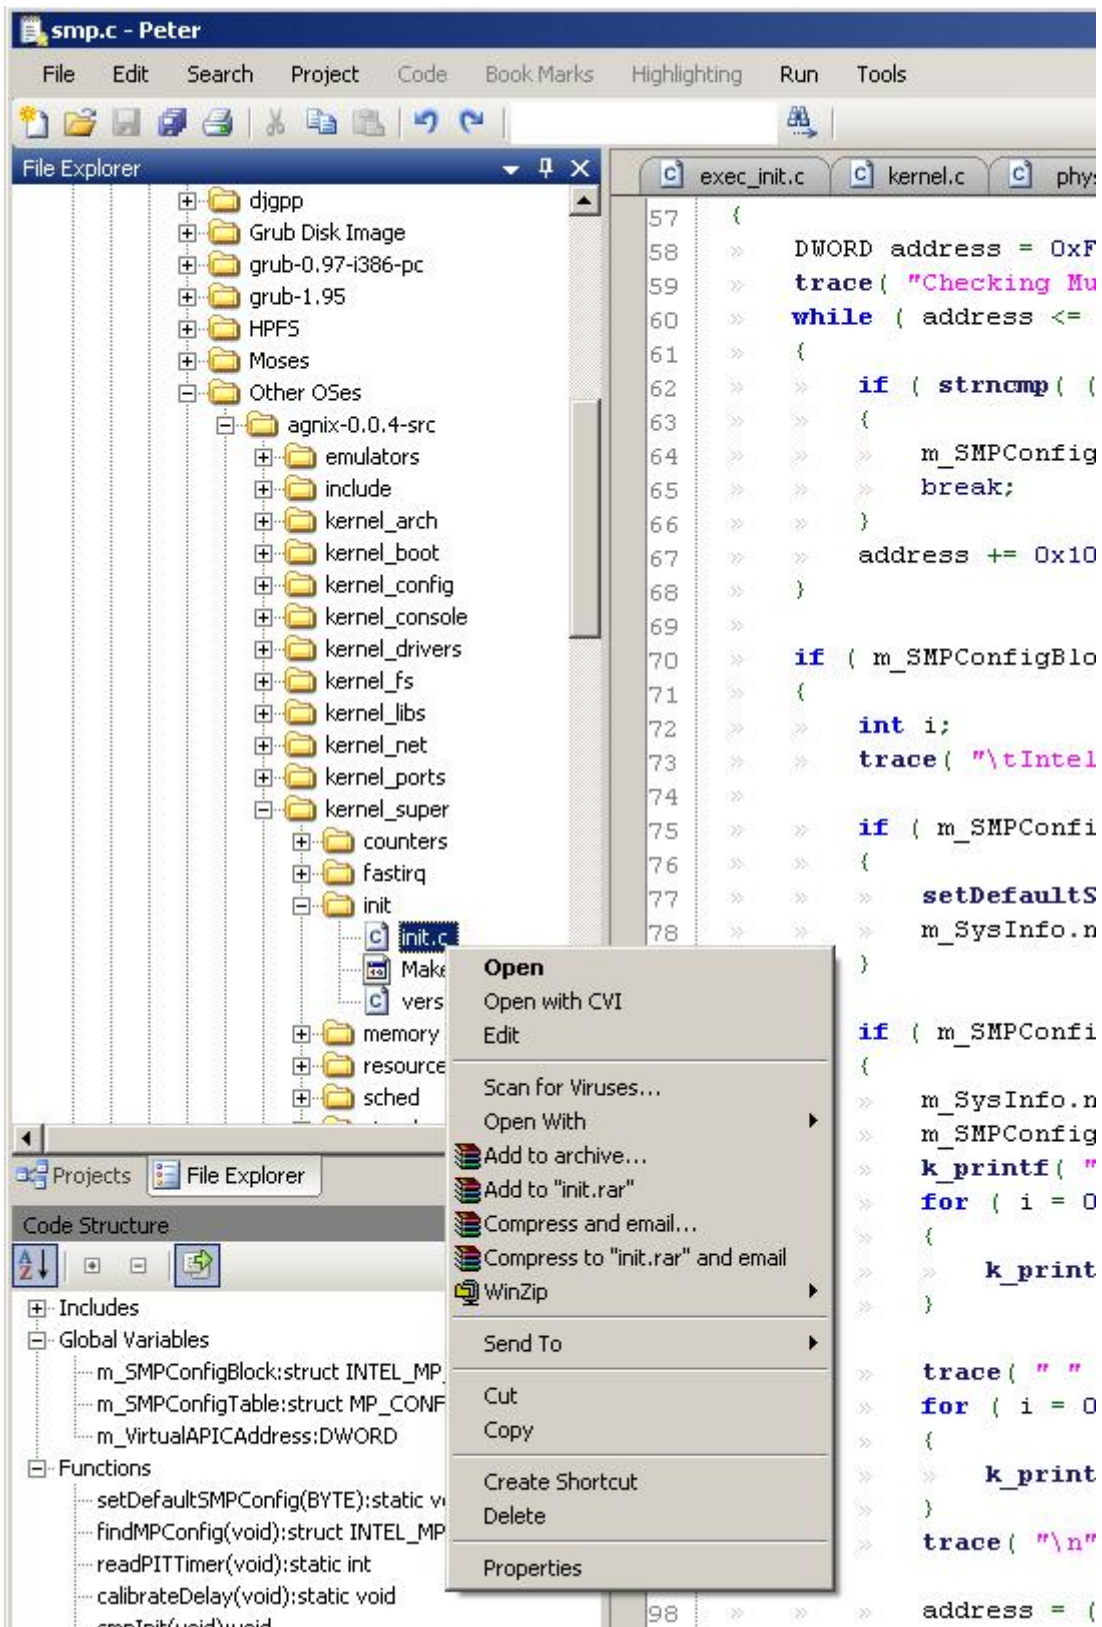 smp.c - Peter
File Edit Search Project Code Book Marks Highlighting Run Tools
File Explorer
djgpp
Grub Disk Image
grub-0.97-i386-pc
grub-1.95
HPFS
Moses
Other OSes
agnix-0.0.4-src
emulators
include
kernel_arch
kernel_boot
kernel_config
kernel_console
kernel_drivers
kernel_fs
kernel_libs
kernel_net
kernel_ports
kernel_super
counters
fastirq
init
init.c
Make
vers
memory
resource
sched
Projects File Explorer
Code Structure
Includes
Global Variables
m_SMPConfigBlock:struct INTEL_MP_
m_SMPConfigTable:struct MP_CONF
m_VirtualAPICAddress:DWORD
Functions
setDefaultSMPConfig(BYTE):static v
findMPConfig(void):struct INTEL_MP
readPITTimer(void):static int
calibrateDelay(void):static void
Open
Open with CVI
Edit
Scan for Viruses...
Open With
Add to archive...
Add to "init.rar"
Compress and email...
Compress to "init.rar" and email
WinZip
Send To
Cut
Copy
Create Shortcut
Delete
Properties
exec_init.c kernel.c phys
57 {
58 DWORD address = 0xF
59 trace( "Checking Mu
60 while ( address <=
61 {
62 if ( strncmp( (
63 {
64 m_SMPConfig
65 break;
66 }
67 address += 0x10
68 }
69
70 if ( m_SMPConfigBlo
71 {
72 int i;
73 trace( "\tIntel
74
75 if ( m_SMPConfi
76 {
77 setDefaultS
78 m_SysInfo.n
}
if ( m_SMPConfi
{
m_SysInfo.n
m_SMPConfig
k_printf( "
for ( i = 0
{
k_print
}
trace( " "
for ( i = 0
{
k_print
}
trace( "\n"
98 address = (